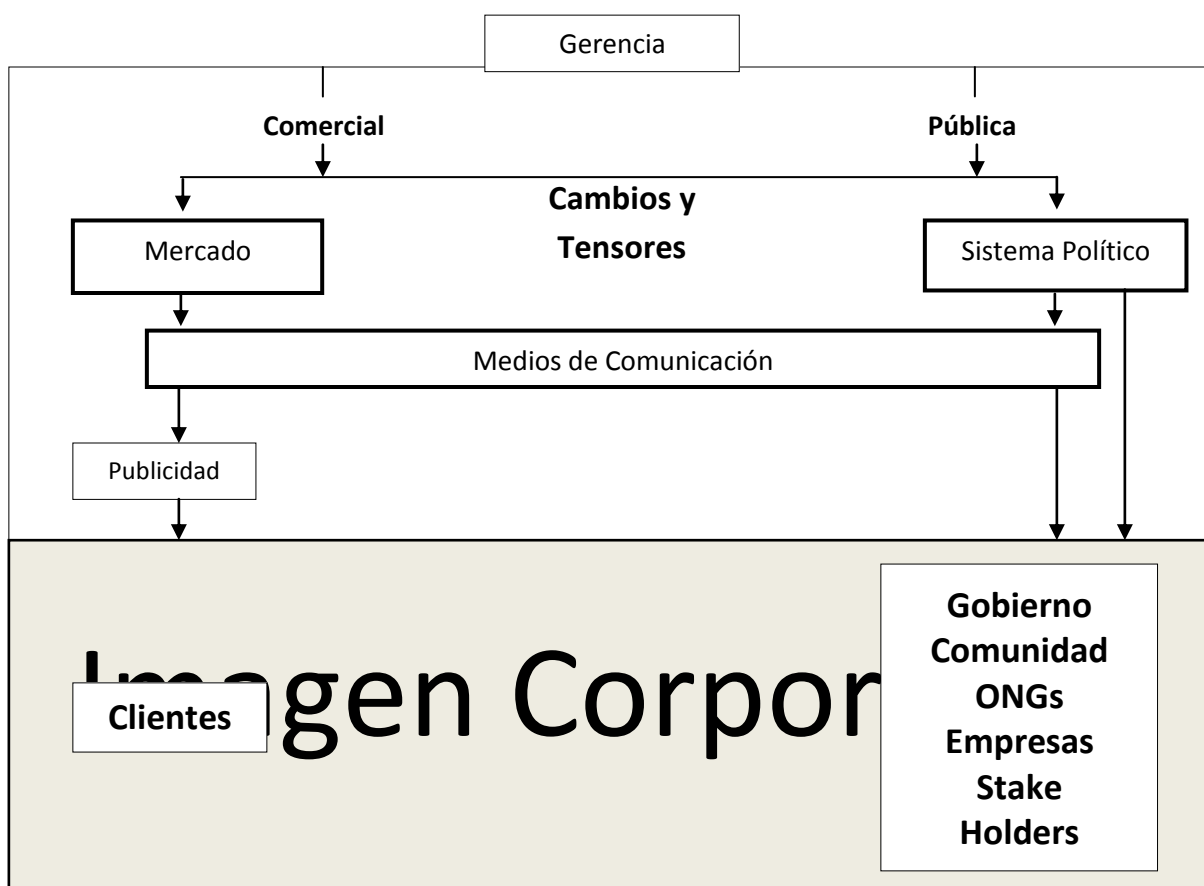 Gerencia
Comercial
Pública
Cambios y
Tensores
Mercado
Sistema Político
Medios de Comunicación
Publicidad
Gobierno
Comunidad
ONGs
Empresas
Stake
Holders
Imagen Corpor
Clientes